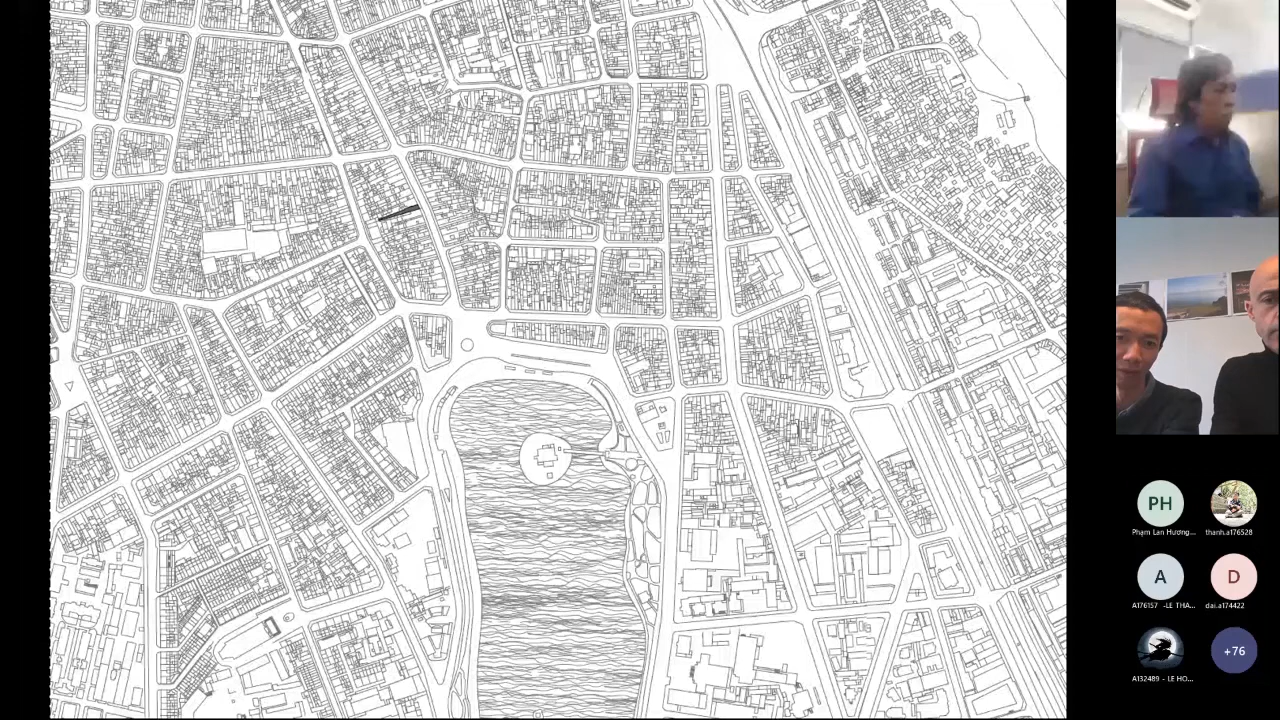 PH
Phạm Lan Hương...
thanh.a176528
A
D
A176157 -LE THA...
dai.a174422
+76
A132489 - LE HO...